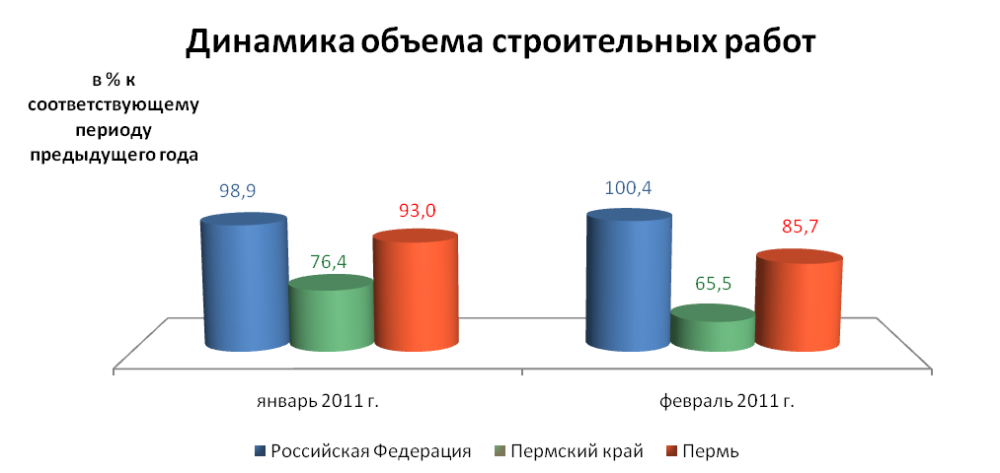 Динамика объема строительных работ
в % к
соответствующему
периоду
предыдущего года
98,9
76,4
93,0
100,4
65,5
85,7
январь 2011 г.
февраль 2011 г.
Российская Федерация
Пермский край
Пермь